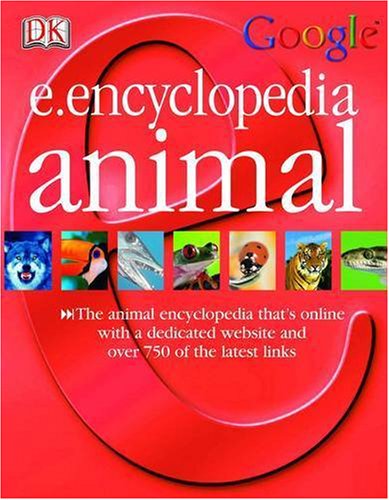 DK
Google
e.encyclopedia
animal
The animal encyclopedia that's online
with a dedicated website and
over 750 of the latest links